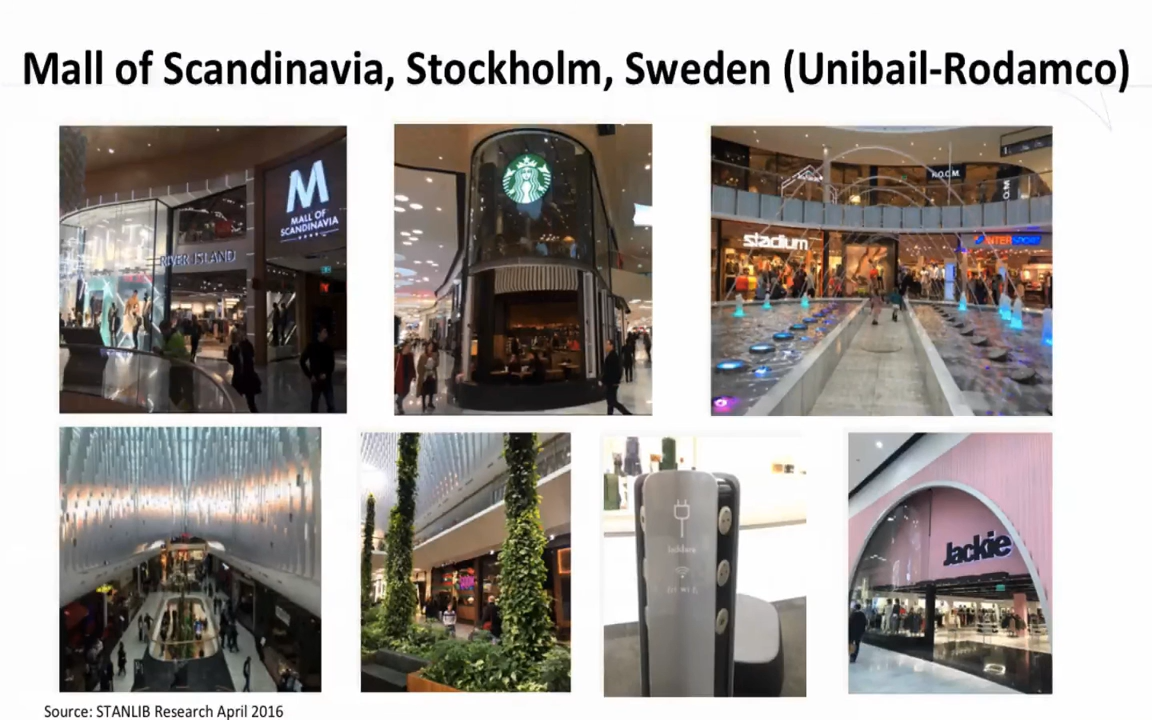 Mall of Scandinavia, Stockholm, Sweden (Unibail-Rodamco)
M
MALL OF
SCANDINAVIA
RIVER ISLAND
stadium
R.O.O.M.
INTERSPORT
Jackie
Source: STANLIB Research April 2016